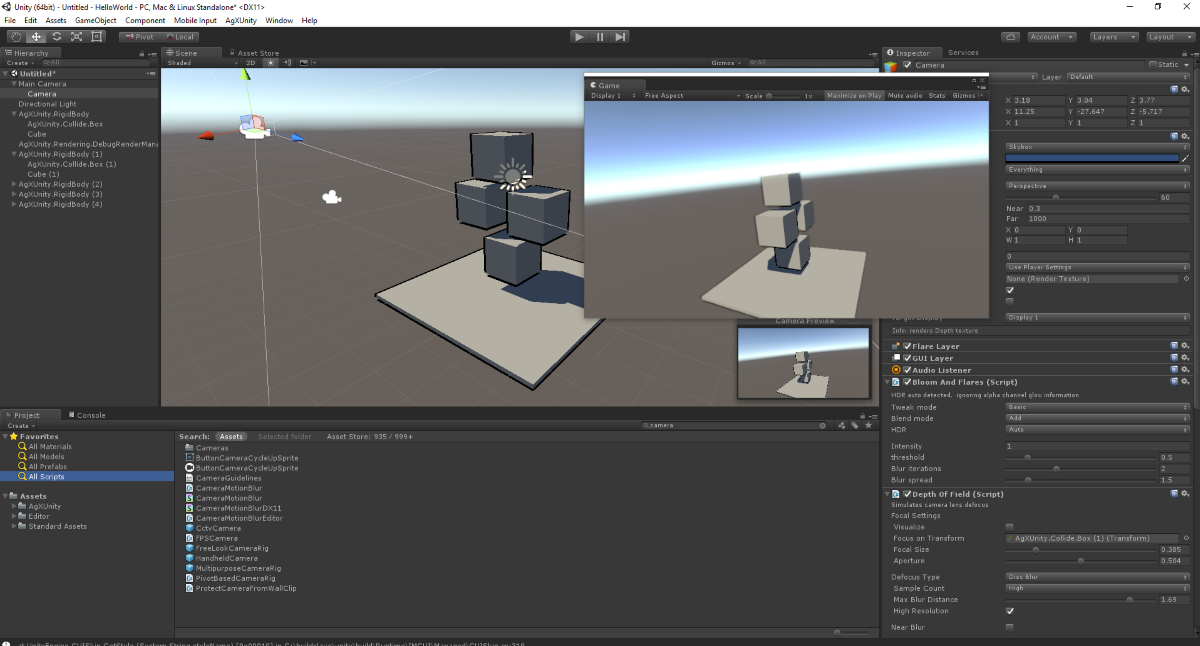 Unity (64bit) - Untitled - HelloWorld - PC, Mac & Linux Standalone* <DX11>
File Edit Assets GameObject Component Mobile Input AgXUnity Window Help
Pivot Local
Account Layers Layout
Hierarchy
Create All
Untitled*
Main Camera
Camera
Directional Light
AgXUnity.RigidBody
AgXUnity.Collide.Box
Cube
AgXUnity.Rendering.DebugRenderMana
AgXUnity.RigidBody (1)
AgXUnity.Collide.Box (1)
Cube (1)
AgXUnity.RigidBody (2)
AgXUnity.RigidBody (3)
AgXUnity.RigidBody (4)
Scene Asset Store
Shaded 2D Gizmos All
Game
Display 1 Free Aspect Scale 1x Maximize on Play Mute audio Stats Gizmos
Camera Preview
Inspector Services
Camera Static
Layer Default
X 3.18 Y 3.04 Z 3.77
X 11.25 Y -27.647 Z -5.717
X 1 Y 1 Z 1
Skybox
Everything
Perspective
60
Near 0.3
Far 1000
X 0 Y 0
W 1 H 1
0
Use Player Settings
None (Render Texture)
Target Display Display 1
Info: renders Depth texture
Flare Layer
GUI Layer
Audio Listener
Bloom And Flares (Script)
HDR auto detected, ignoring alpha channel glow information
Tweak mode Basic
Blend mode Add
HDR Auto
Intensity 1
threshold 0.5
Blur iterations 2
Blur spread 1.5
Depth Of Field (Script)
Simulates camera lens defocus
Focal Settings
Visualize
Focus on Transform AgXUnity.Collide.Box (1) (Transform)
Focal Size 0.385
Aperture 0.504
Defocus Type Disc Blur
Sample Count High
Max Blur Distance 1.69
High Resolution
Near Blur
Project Console
Create camera
Favorites
All Materials
All Models
All Prefabs
All Scripts
Assets
AgXUnity
Editor
Standard Assets
Search: Assets Selected folder Asset Store: 935 / 999+
Cameras
ButtonCameraCycleUpSprite
ButtonCameraCycleUpSprite
CameraGuidelines
CameraMotionBlur
CameraMotionBlur
CameraMotionBlurDX11
CameraMotionBlurEditor
CctvCamera
FPSCamera
FreeLookCameraRig
HandheldCamera
MultipurposeCameraRig
PivotBasedCameraRig
ProtectCameraFromWallClip